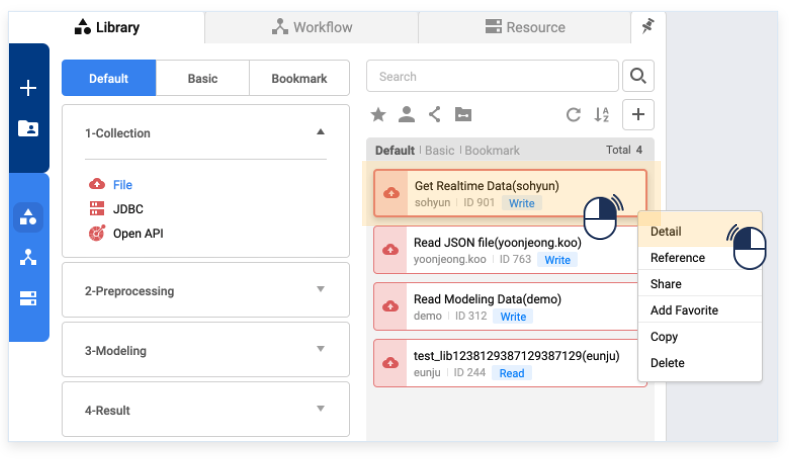 Library
Workflow
Resource
Default
Basic
Bookmark
1-Collection
File
JDBC
Open API
2-Preprocessing
3-Modeling
4-Result
Search
Default | Basic | Bookmark
Total 4
Get Realtime Data(sohyun)
sohyun | ID 901 Write
Read JSON file(yoonjeong.koo)
yoonjeong.koo | ID 763 Write
Read Modeling Data(demo)
demo | ID 312 Write
test_lib1238129387129387129(eunju)
eunju | ID 244 Read
Detail
Reference
Share
Add Favorite
Copy
Delete